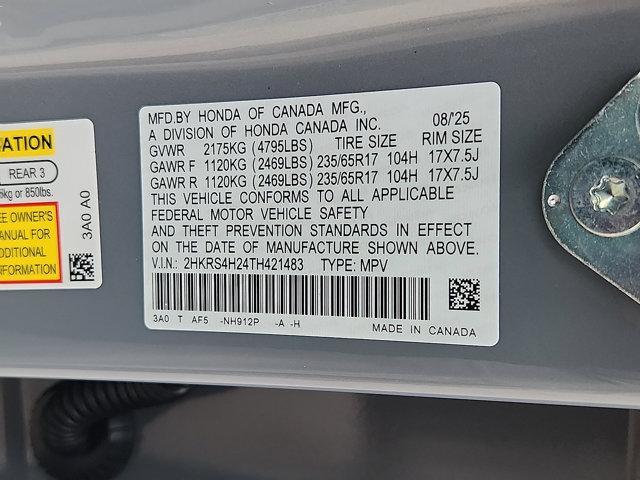 CATION
REAR 3
kg or 850lbs.
EE OWNER'S
ANUAL FOR
DDITIONAL
NFORMATION
3A0 A0
MFD.BY HONDA OF CANADA MFG., 08/'25
A DIVISION OF HONDA CANADA INC.
GVWR 2175KG (4795LBS) TIRE SIZE RIM SIZE
GAWR F 1120KG (2469LBS) 235/65R17 104H 17X7.5J
GAWR R 1120KG (2469LBS) 235/65R17 104H 17X7.5J
THIS VEHICLE CONFORMS TO ALL APPLICABLE
FEDERAL MOTOR VEHICLE SAFETY
AND THEFT PREVENTION STANDARDS IN EFFECT
ON THE DATE OF MANUFACTURE SHOWN ABOVE.
V.I.N.: 2HKRS4H24TH421483 TYPE: MPV
3A0 T AF5 -NH912P -A -H MADE IN CANADA